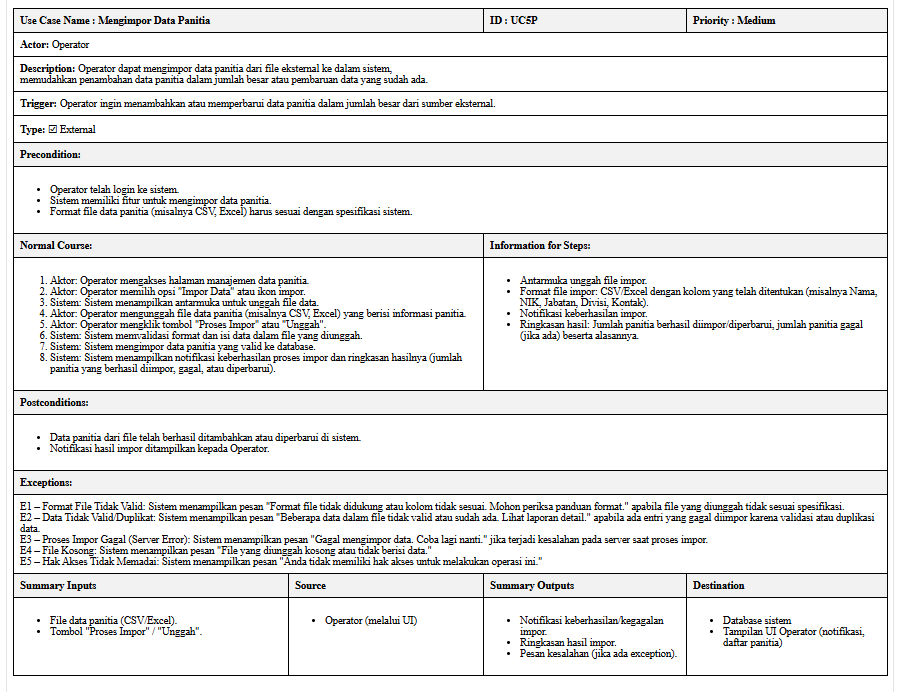 Use Case Name : Mengimpor Data Panitia
ID : UC5P
Priority : Medium
Actor: Operator
Description: Operator dapat mengimpor data panitia dari file eksternal ke dalam sistem,
memudahkan penambahan data panitia dalam jumlah besar atau pembaruan data yang sudah ada.
Trigger: Operator ingin menambahkan atau memperbarui data panitia dalam jumlah besar dari sumber eksternal.
Type: ☑ External
Precondition:
• Operator telah login ke sistem.
• Sistem memiliki fitur untuk mengimpor data panitia.
• Format file data panitia (misalnya CSV, Excel) harus sesuai dengan spesifikasi sistem.
Normal Course:
1. Aktor: Operator mengakses halaman manajemen data panitia.
2. Aktor: Operator memilih opsi "Impor Data" atau ikon impor.
3. Sistem: Sistem menampilkan antarmuka untuk unggah file data.
4. Aktor: Operator mengunggah file data panitia (misalnya CSV, Excel) yang berisi informasi panitia.
5. Aktor: Operator mengklik tombol "Proses Impor" atau "Unggah".
6. Sistem: Sistem memvalidasi format dan isi data dalam file yang diunggah.
7. Sistem: Sistem mengimpor data panitia yang valid ke database.
8. Sistem: Sistem menampilkan notifikasi keberhasilan proses impor dan ringkasan hasilnya (jumlah
panitia yang berhasil diimpor, gagal, atau diperbarui).
Information for Steps:
• Antarmuka unggah file impor.
• Format file impor: CSV/Excel dengan kolom yang telah ditentukan (misalnya Nama,
NIK, Jabatan, Divisi, Kontak).
• Notifikasi keberhasilan impor.
• Ringkasan hasil: Jumlah panitia berhasil diimpor/diperbarui, jumlah panitia gagal
(jika ada) beserta alasannya.
Postconditions:
• Data panitia dari file telah berhasil ditambahkan atau diperbarui di sistem.
• Notifikasi hasil impor ditampilkan kepada Operator.
Exceptions:
E1 – Format File Tidak Valid: Sistem menampilkan pesan "Format file tidak didukung atau kolom tidak sesuai. Mohon periksa panduan format." apabila file yang diunggah tidak sesuai spesifikasi.
E2 – Data Tidak Valid/Duplikat: Sistem menampilkan pesan "Beberapa data dalam file tidak valid atau sudah ada. Lihat laporan detail." apabila ada entri yang gagal diimpor karena validasi atau duplikasi
data.
E3 – Proses Impor Gagal (Server Error): Sistem menampilkan pesan "Gagal mengimpor data. Coba lagi nanti." jika terjadi kesalahan pada server saat proses impor.
E4 – File Kosong: Sistem menampilkan pesan "File yang diunggah kosong atau tidak berisi data."
E5 – Hak Akses Tidak Memadai: Sistem menampilkan pesan "Anda tidak memiliki hak akses untuk melakukan operasi ini."
Summary Inputs
• File data panitia (CSV/Excel).
• Tombol "Proses Impor" / "Unggah".
Source
• Operator (melalui UI)
Summary Outputs
• Notifikasi keberhasilan/kegagalan
impor.
• Ringkasan hasil impor.
• Pesan kesalahan (jika ada exception).
Destination
• Database sistem
• Tampilan UI Operator (notifikasi,
daftar panitia)